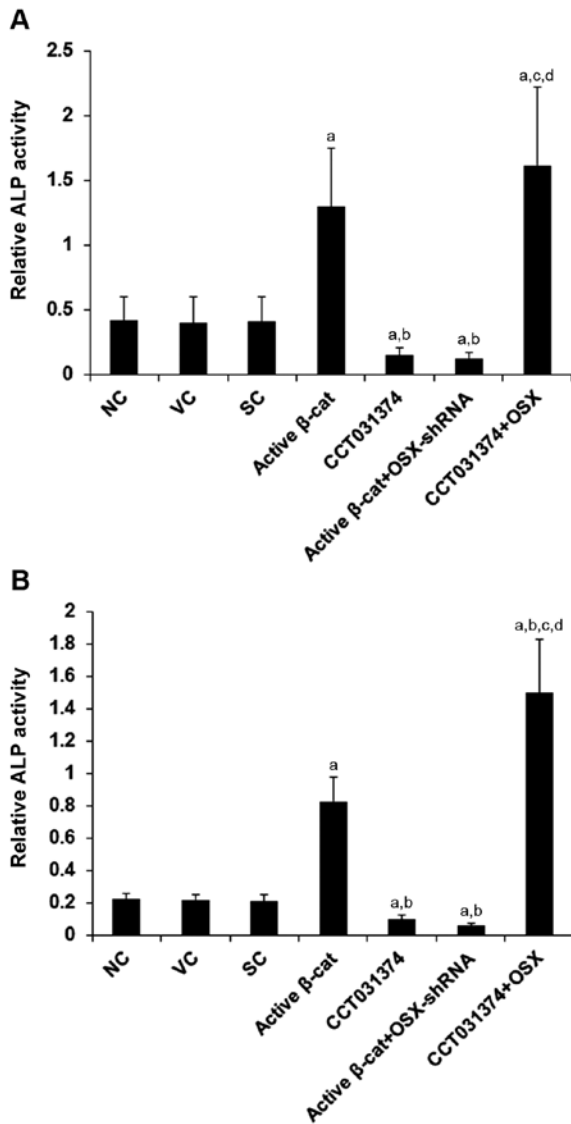 A
Relative ALP activity
2.5
2
1.5
1
0.5
0
a
a,b
a,b
a,c,d
NC
VC
SC
Active β-cat
CCT031374
Active β-cat+OSX-shRNA
CCT031374+OSX
B
Relative ALP activity
2
1.8
1.6
1.4
1.2
1
0.8
0.6
0.4
0.2
0
a
a,b
a,b
a,b,c,d
NC
VC
SC
Active β-cat
CCT031374
Active β-cat+OSX-shRNA
CCT031374+OSX